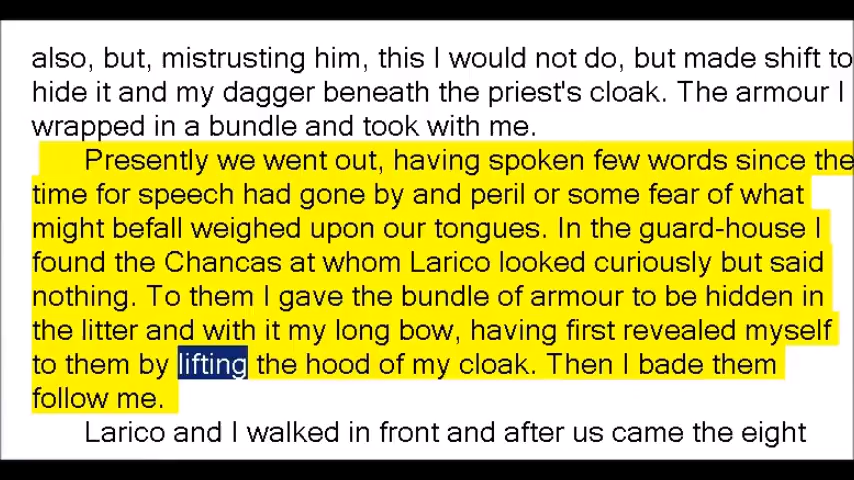 also, but, mistrusting him, this I would not do, but made shift to
hide it and my dagger beneath the priest's cloak. The armour I
wrapped in a bundle and took with me.
Presently we went out, having spoken few words since the
time for speech had gone by and peril or some fear of what
might befall weighed upon our tongues. In the guard-house I
found the Chancas at whom Larico looked curiously but said
nothing. To them I gave the bundle of armour to be hidden in
the litter and with it my long bow, having first revealed myself
to them by lifting the hood of my cloak. Then I bade them
follow me.
Larico and I walked in front and after us came the eight